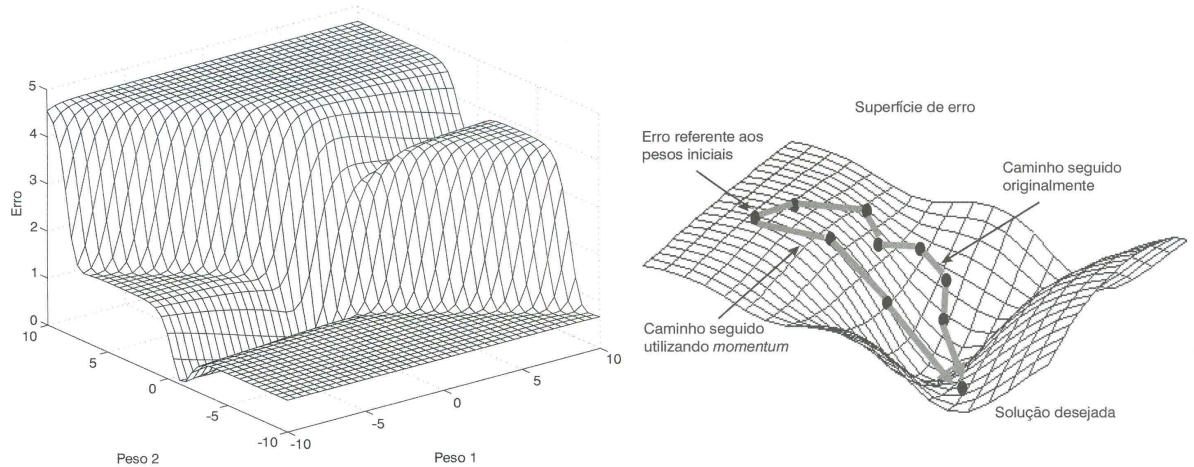 5
4
3
2
1
0
Erro
10
5
0
-5
-10
Peso 2
-10
-5
0
5
10
Peso 1
Superfície de erro
Erro referente aos
pesos iniciais
Caminho seguido
originalmente
Caminho seguido
utilizando momentum
Solução desejada